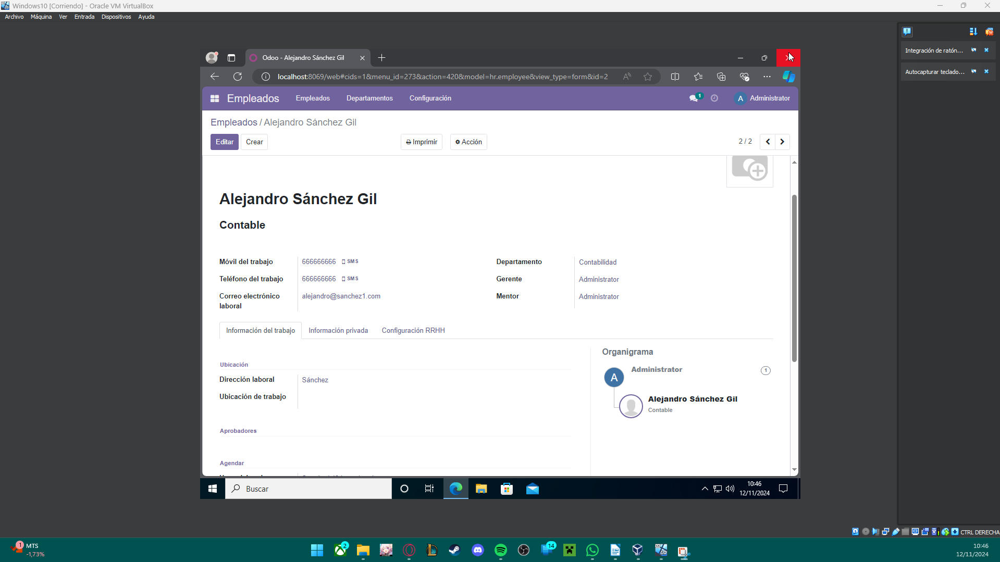 Windows10 [Corriendo] - Oracle VM VirtualBox
Archivo Máquina Ver Entrada Dispositivos Ayuda
Integración de ratón...
Autocapturar teclado...
Odoo - Alejandro Sánchez Gil
localhost:8069/web#cids=1&menu_id=273&action=420&model=hr.employee&view_type=form&id=2
Empleados Empleados Departamentos Configuración 1 A Administrator
Empleados / Alejandro Sánchez Gil
Editar Crear Imprimir Acción 2 / 2
Alejandro Sánchez Gil
Contable
Móvil del trabajo 666666666 SMS
Teléfono del trabajo 666666666 SMS
Correo electrónico laboral alejandro@sanchez1.com
Departamento Contabilidad
Gerente Administrator
Mentor Administrator
Información del trabajo Información privada Configuración RRHH
Ubicación
Dirección laboral Sánchez
Ubicación de trabajo
Aprobadores
Agendar
Organigrama
A Administrator 1
Alejandro Sánchez Gil
Contable
Buscar
10:46
12/11/2024
CTRL DERECHA
1 MTS
-1,73%
2
14
10:46
12/11/2024